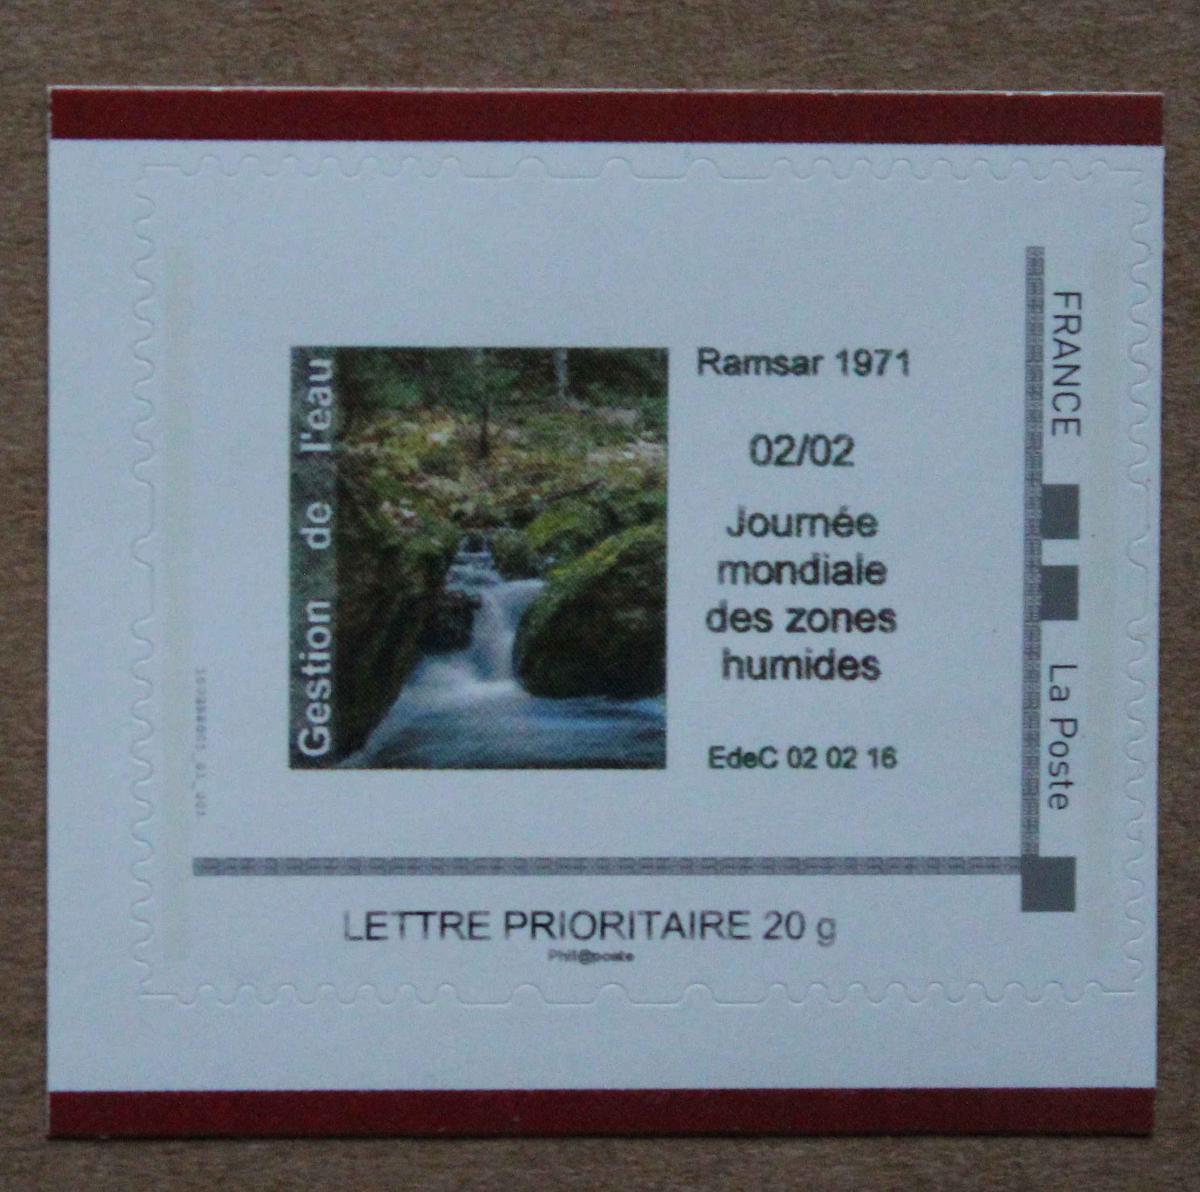 Gestion de l'eau
Ramsar 1971
02/02
Journée
mondiale
des zones
humides
EdeC 02 02 16
FRANCE
La Poste
LETTRE PRIORITAIRE 20 g
Phil@poste